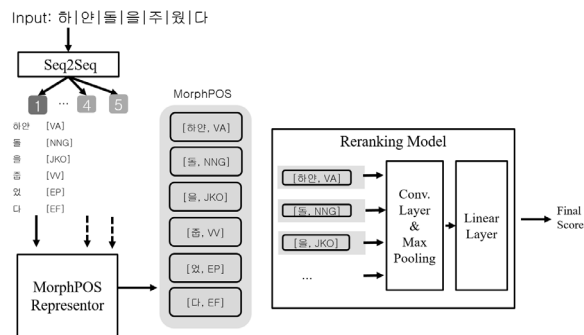 Input: 하|얀|돌|을|주|웠|다
Seq2Seq
1 ... 4 5
하얀 [VA]
돌 [NNG]
을 [JKO]
줍 [VV]
었 [EP]
다 [EF]
MorphPOS
Representor
MorphPOS
[하얀, VA]
[돌, NNG]
[을, JKO]
[줍, VV]
[었, EP]
[다, EF]
Reranking Model
[하얀, VA]
[돌, NNG]
[을, JKO]
...
Conv.
Layer
&
Max
Pooling
Linear
Layer
Final
Score